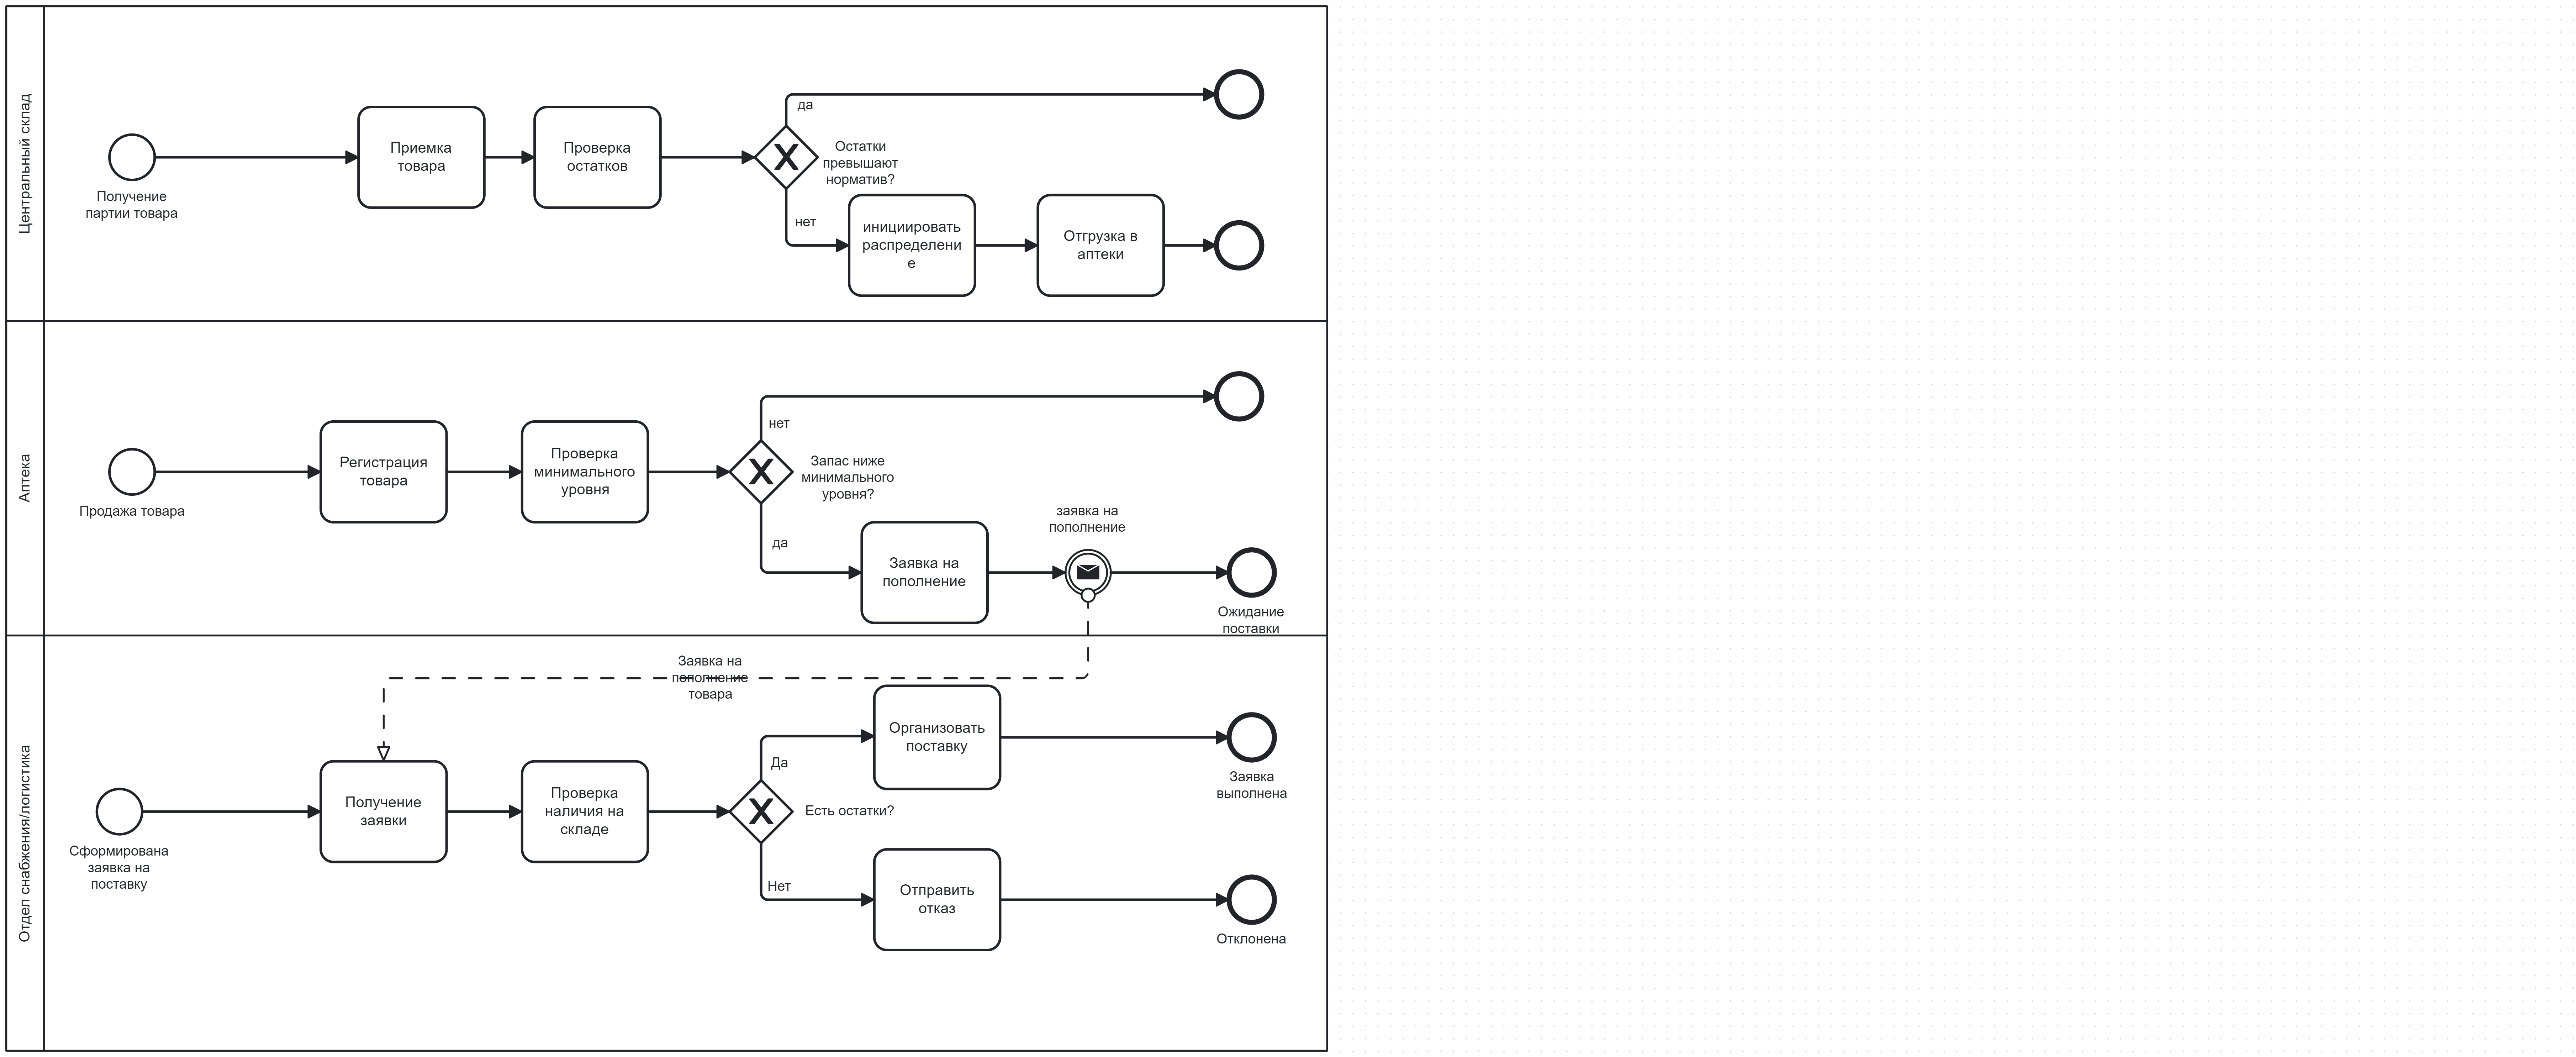 Центральный склад
Получение
партии товара
Приемка
товара
Проверка
остатков
да
Остатки
превышают
норматив?
нет
инициировать
распределени
е
Отгрузка в
аптеки
Аптека
Продажа товара
Регистрация
товара
Проверка
минимального
уровня
нет
Запас ниже
минимального
уровня?
да
Заявка на
пополнение
заявка на
пополнение
Ожидание
поставки
Отдел снабжения/логистика
Заявка на
пополнение
товара
Сформирована
заявка на
поставку
Получение
заявки
Проверка
наличия на
складе
Да
Есть остатки?
Нет
Организовать
поставку
Заявка
выполнена
Отправить
отказ
Отклонена